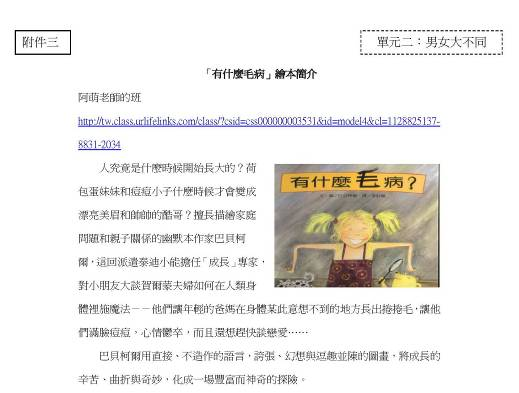 附件三
單元二：男女大不同
「有什麼毛病」繪本簡介
阿萌老師的班
http://tw.class.urlifelinks.com/class/?csid=css000000003531&id=model4&cl=1128825137-
8831-2034
人究竟是什麼時候開始長大的？荷
包蛋妹妹和痘痘小子什麼時候才會變成
漂亮美眉和帥帥的酷哥？擅長描繪家庭
問題和親子關係的幽默本作家巴貝柯
爾，這回派遣泰迪小能擔任「成長」專家，
對小朋友大談賀爾蒙夫婦如何在人類身
有什麼毛病？
體裡施魔法－－他們讓年輕的爸媽在身體某此意想不到的地方長出捲捲毛，讓他
們滿臉痘痘，心情鬱卒，而且還想趕快談戀愛……
巴貝柯爾用直接、不造作的語言，誇張、幻想與逗趣並陳的圖畫，將成長的
辛苦、曲折與奇妙，化成一場豐富而神奇的探險。